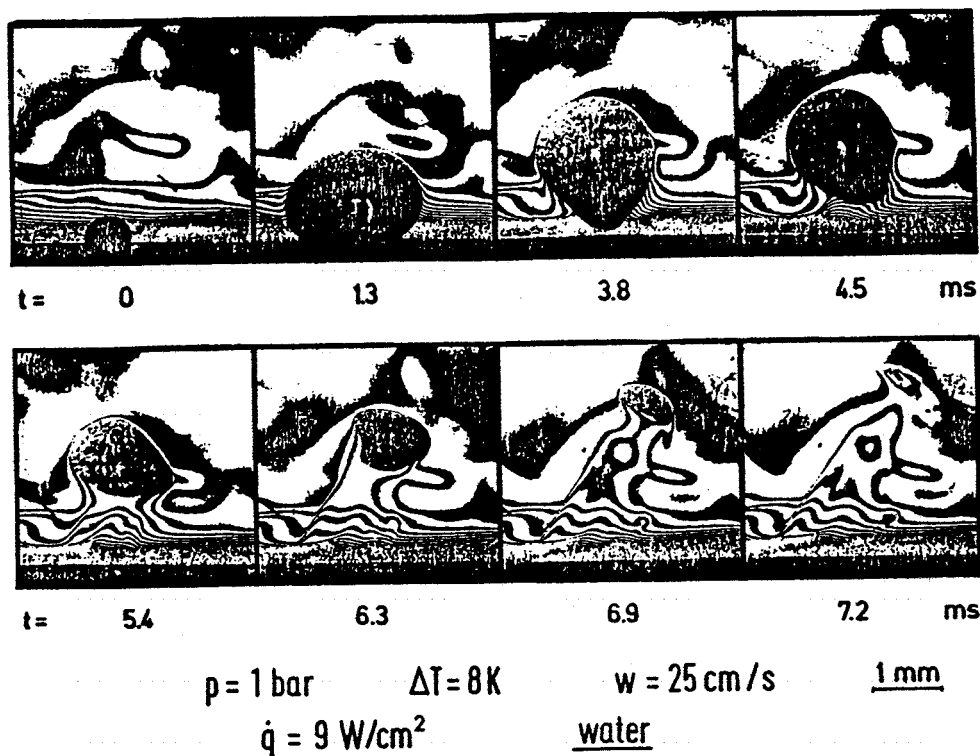 t = 0 1.3 3.8 4.5 ms
t = 5.4 6.3 6.9 7.2 ms
p = 1 bar ΔT = 8 K w = 25 cm/s 1 mm
q̇ = 9 W/cm² water